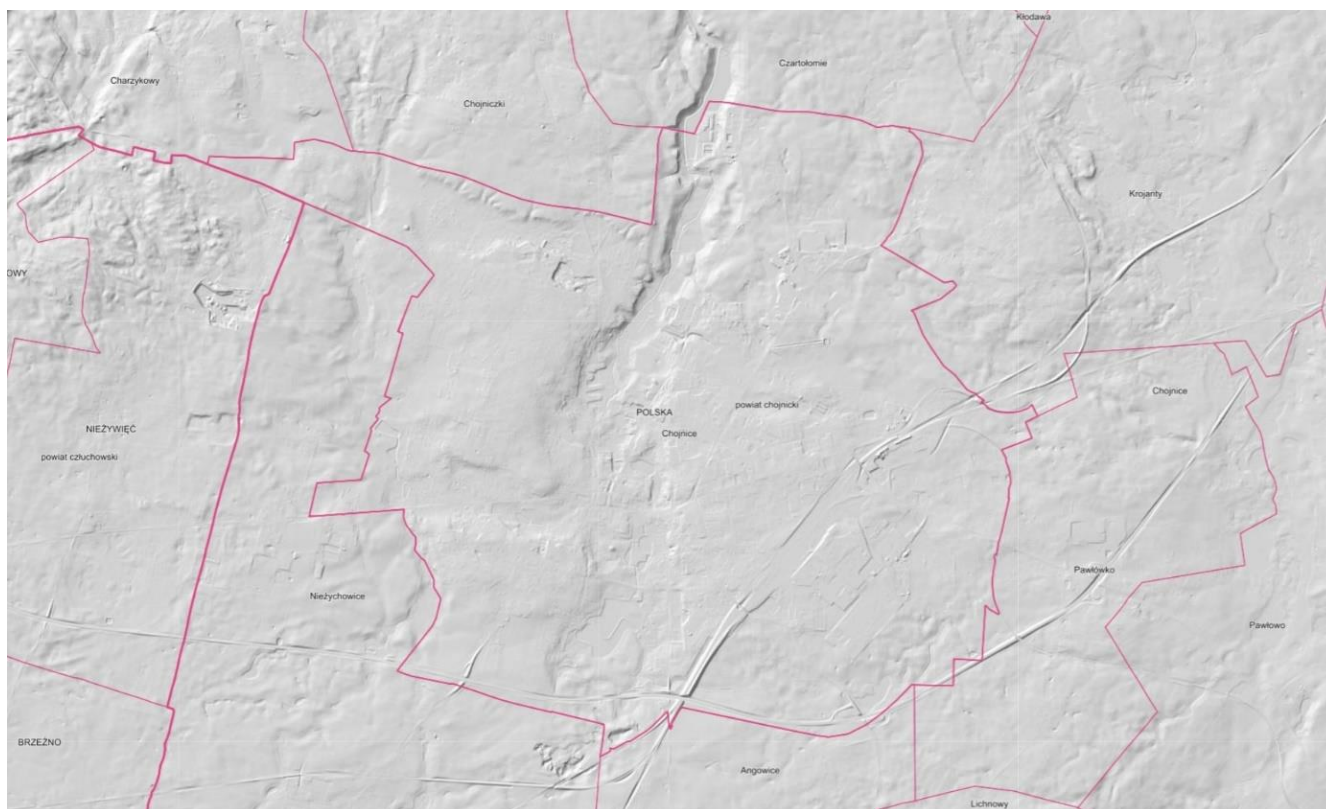 Kłodawa
Czartołomie
Charzykowy
Chojniczki
Krojanty
OWY
Chojnice
powiat chojnicki
POLSKA
Chojnice
NIEŻYWIĘĆ
powiat człuchowski
Pawłówko
Nieżychowice
Pawłowo
BRZEŹNO
Angowice
Lichnowy